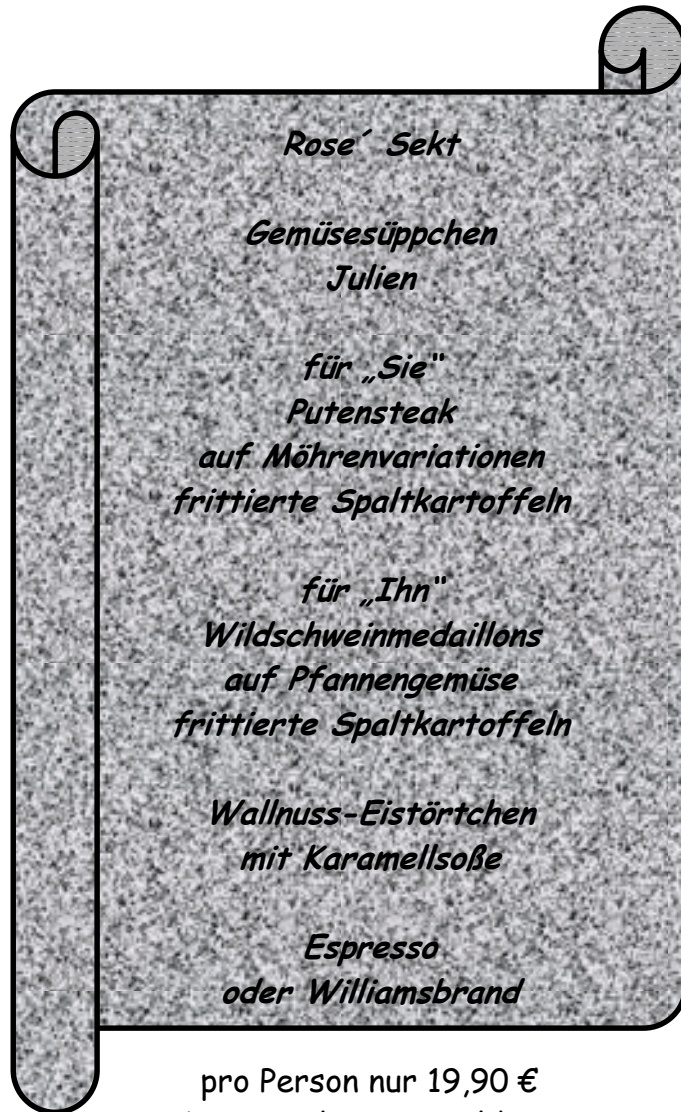 Rose´ Sekt
Gemüsesüppchen
Julien
für „Sie"
Putensteak
auf Möhrenvariationen
frittierte Spaltkartoffeln
für „Ihn"
Wildschweinmedaillons
auf Pfannengemüse
frittierte Spaltkartoffeln
Wallnuss-Eistörtchen
mit Karamellsoße
Espresso
oder Williamsbrand
pro Person nur 19,90 €